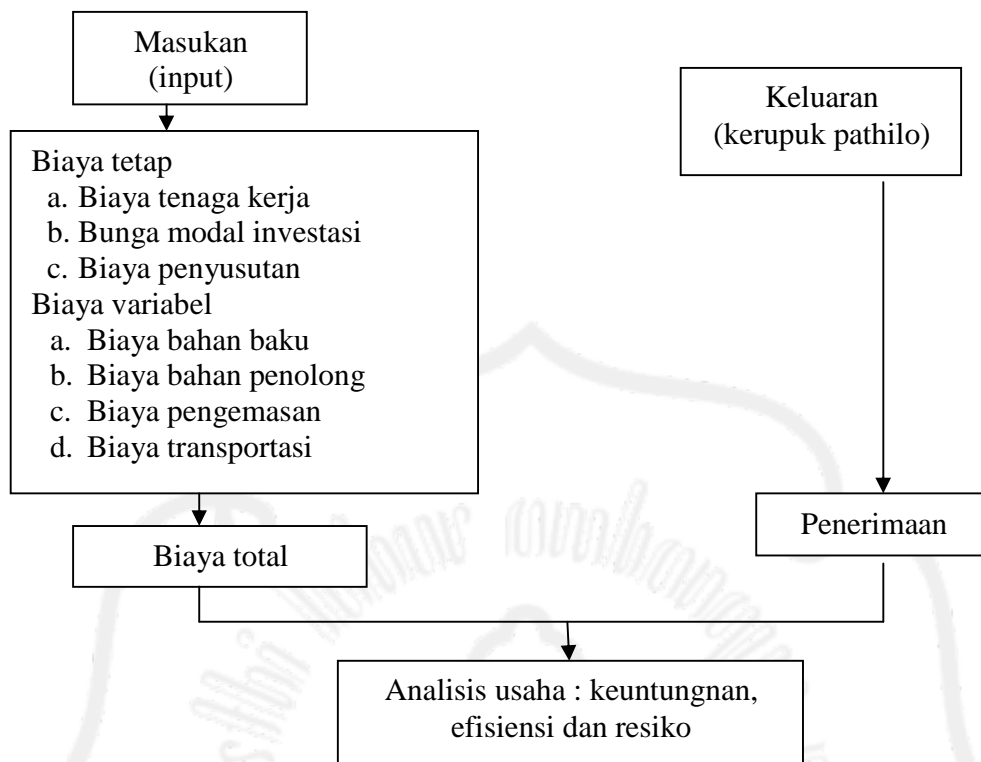 Masukan
(input)
Biaya tetap
a. Biaya tenaga kerja
b. Bunga modal investasi
c. Biaya penyusutan
Biaya variabel
a. Biaya bahan baku
b. Biaya bahan penolong
c. Biaya pengemasan
d. Biaya transportasi
Biaya total
Keluaran
(kerupuk pathilo)
Penerimaan
Analisis usaha : keuntungnan,
efisiensi dan resiko